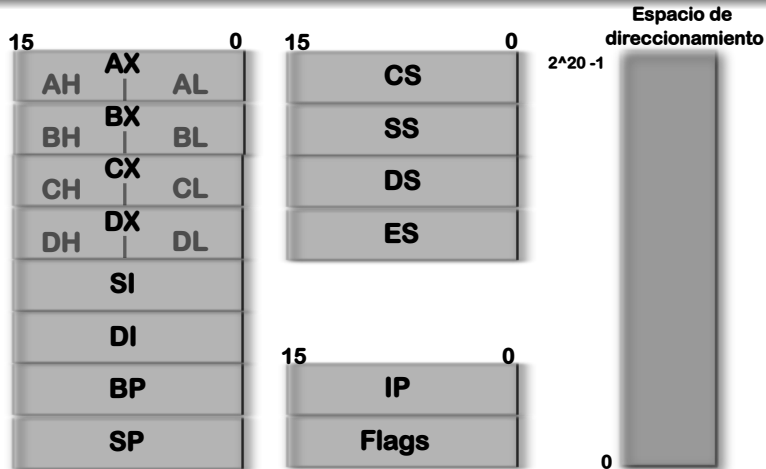 Espacio de
direccionamiento
15 0
AX
AH AL
BX
BH BL
CX
CH CL
DX
DH DL
SI
DI
BP
SP
15 0
CS
SS
DS
ES
15 0
IP
Flags
2^20 -1
0